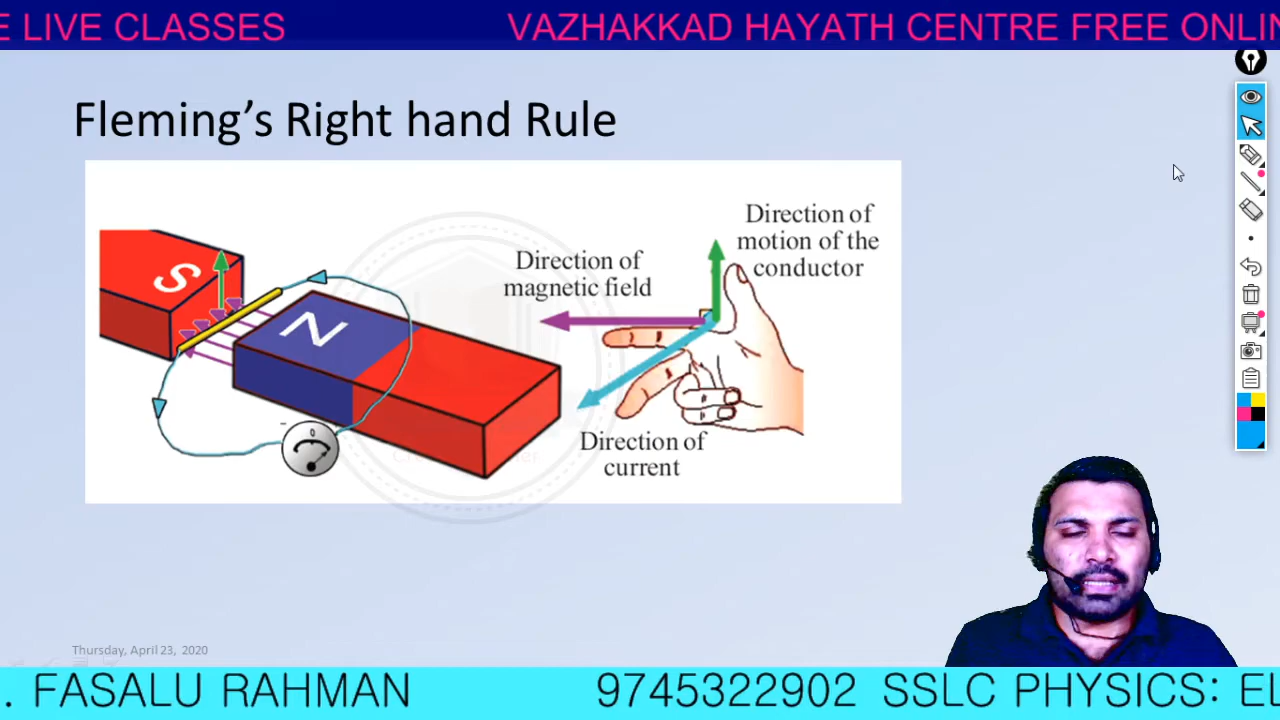 E LIVE CLASSES VAZHAKKAD HAYATH CENTRE FREE ONLIN
Fleming's Right hand Rule
S
N
- 0
Direction of
magnetic field
Direction of
motion of the
conductor
Direction of
current
Thursday, April 23, 2020
. FASALU RAHMAN 9745322902 SSLC PHYSICS: EL